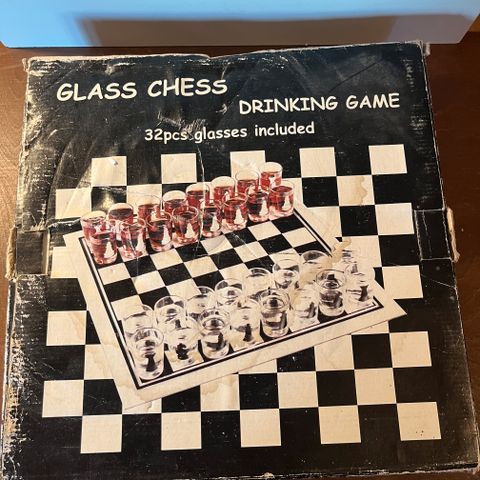 GLASS CHESS
DRINKING GAME
32pcs glasses included